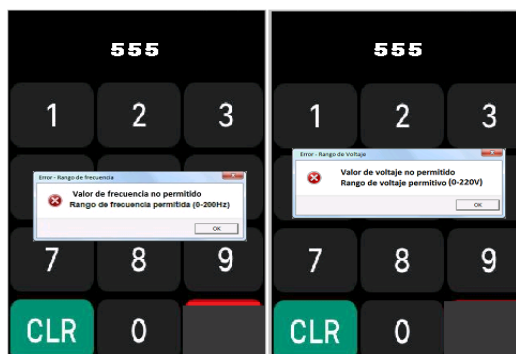 555
1 2 3
Error - Rango de frecuencia
Valor de frecuencia no permitido
Rango de frecuencia permitida (0-200Hz)
OK
7 8 9
CLR 0
555
1 2 3
Error - Rango de Voltaje
Valor de voltaje no permitido
Rango de voltaje permitivo (0-220V)
OK
7 8 9
CLR 0